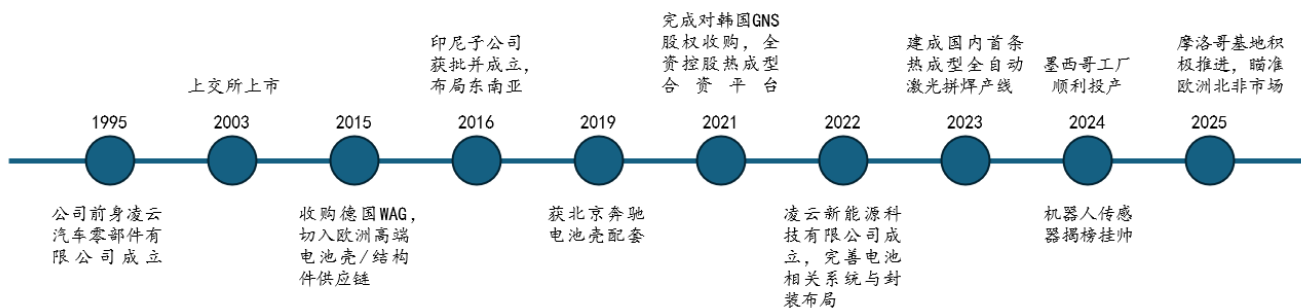 1995
公司前身凌云
汽车零部件有
限公司成立
上交所上市
2003
2015
收购德国WAG，
切入欧洲高端
电池壳/结构
件供应链
印尼子公司
获批并成立，
布局东南亚
2016
2019
获北京奔驰
电池壳配套
完成对韩国GNS
股权收购，全
资控股热成型
合资平台
2021
2022
凌云新能源科
技有限公司成
立，完善电池
相关系统与封
装布局
建成国内首条
热成型全自动
激光拼焊产线
2023
墨西哥工厂
顺利投产
2024
机器人传感
器揭榜挂帅
摩洛哥基地积
极推进，瞄准
欧洲北非市场
2025